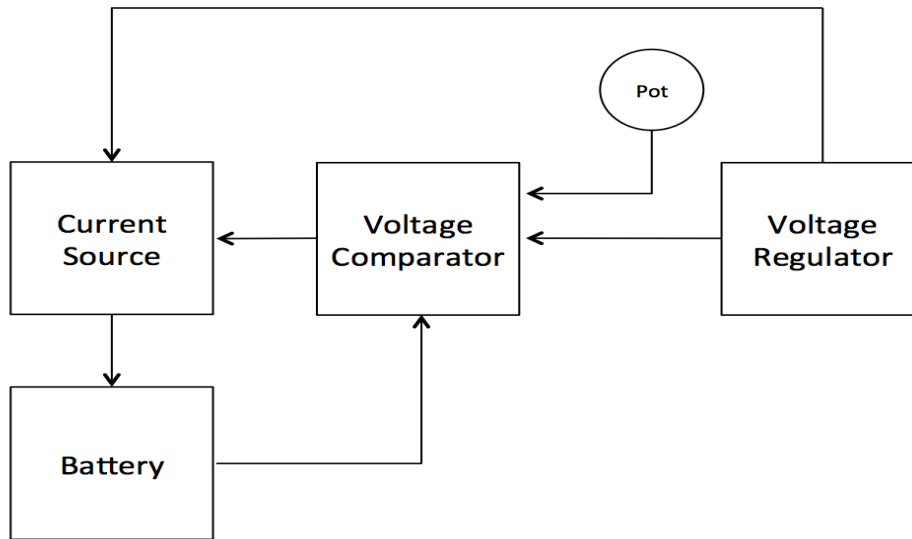 Pot
Current
Source
Voltage
Comparator
Voltage
Regulator
Battery